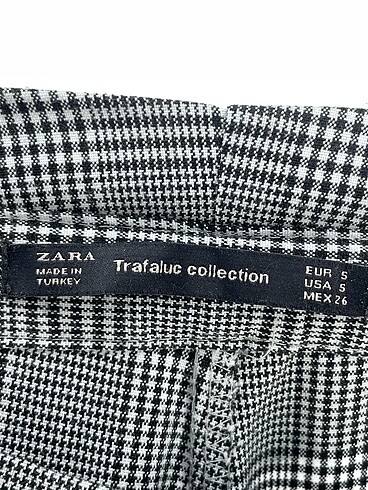 ZARA
MADE IN
TURKEY
Trafaluc collection
EUR S
USA S
MEX 26